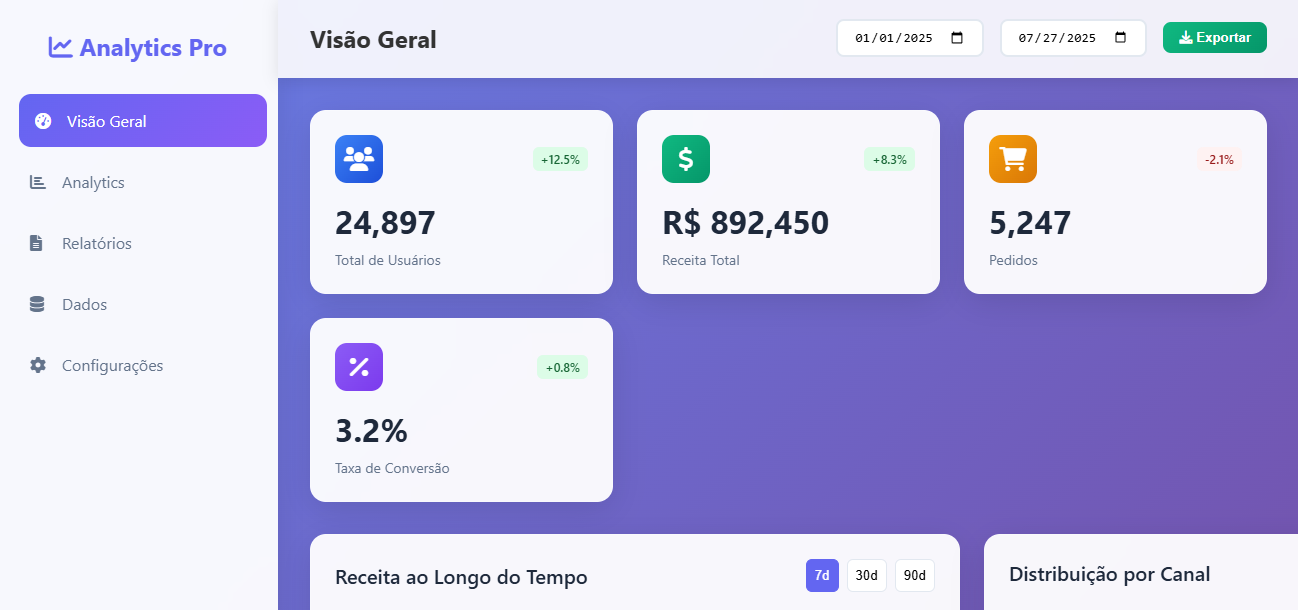 Analytics Pro
Visão Geral
Analytics
Relatórios
Dados
Configurações
Visão Geral
01/01/2025
07/27/2025
Exportar
+12.5%
24,897
Total de Usuários
+8.3%
R$ 892,450
Receita Total
-2.1%
5,247
Pedidos
+0.8%
3.2%
Taxa de Conversão
Receita ao Longo do Tempo
7d
30d
90d
Distribuição por Canal